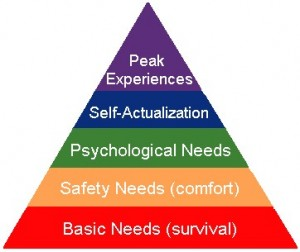 Peak
Experiences
Self-Actualization
Psychological Needs
Safety Needs (comfort)
Basic Needs (survival)